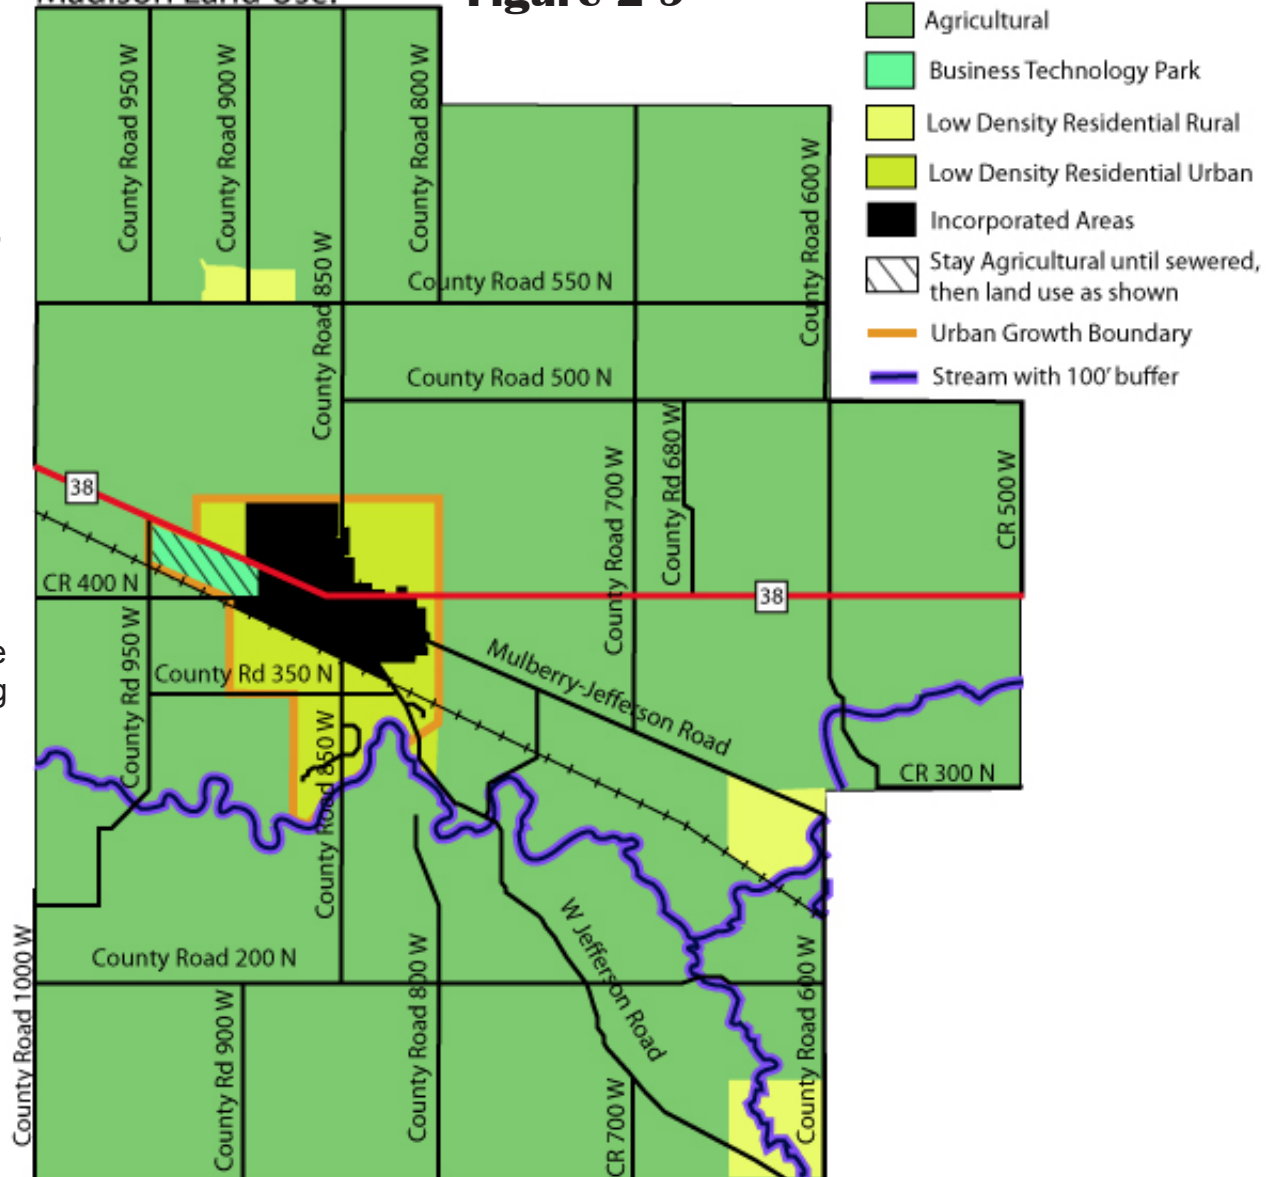 Madison Land Use:
Figure 2-9
Agricultural
Business Technology Park
Low Density Residential Rural
Low Density Residential Urban
Incorporated Areas
Stay Agricultural until sewered,
then land use as shown
Urban Growth Boundary
Stream with 100' buffer
County Road 950 W
County Road 900 W
County Road 800 W
County Road 600 W
County Road 850 W
County Road 550 N
County Road 500 N
County Road 700 W
County Rd 680 W
CR 500 W
38
CR 400 N
38
County Rd 950 W
County Rd 350 N
Mulberry-Jefferson Road
County Road 850 W
CR 300 N
County Road 1000 W
County Road 200 N
County Rd 900 W
County Road 800 W
W Jefferson Road
CR 700 W
County Road 600 W
e
g